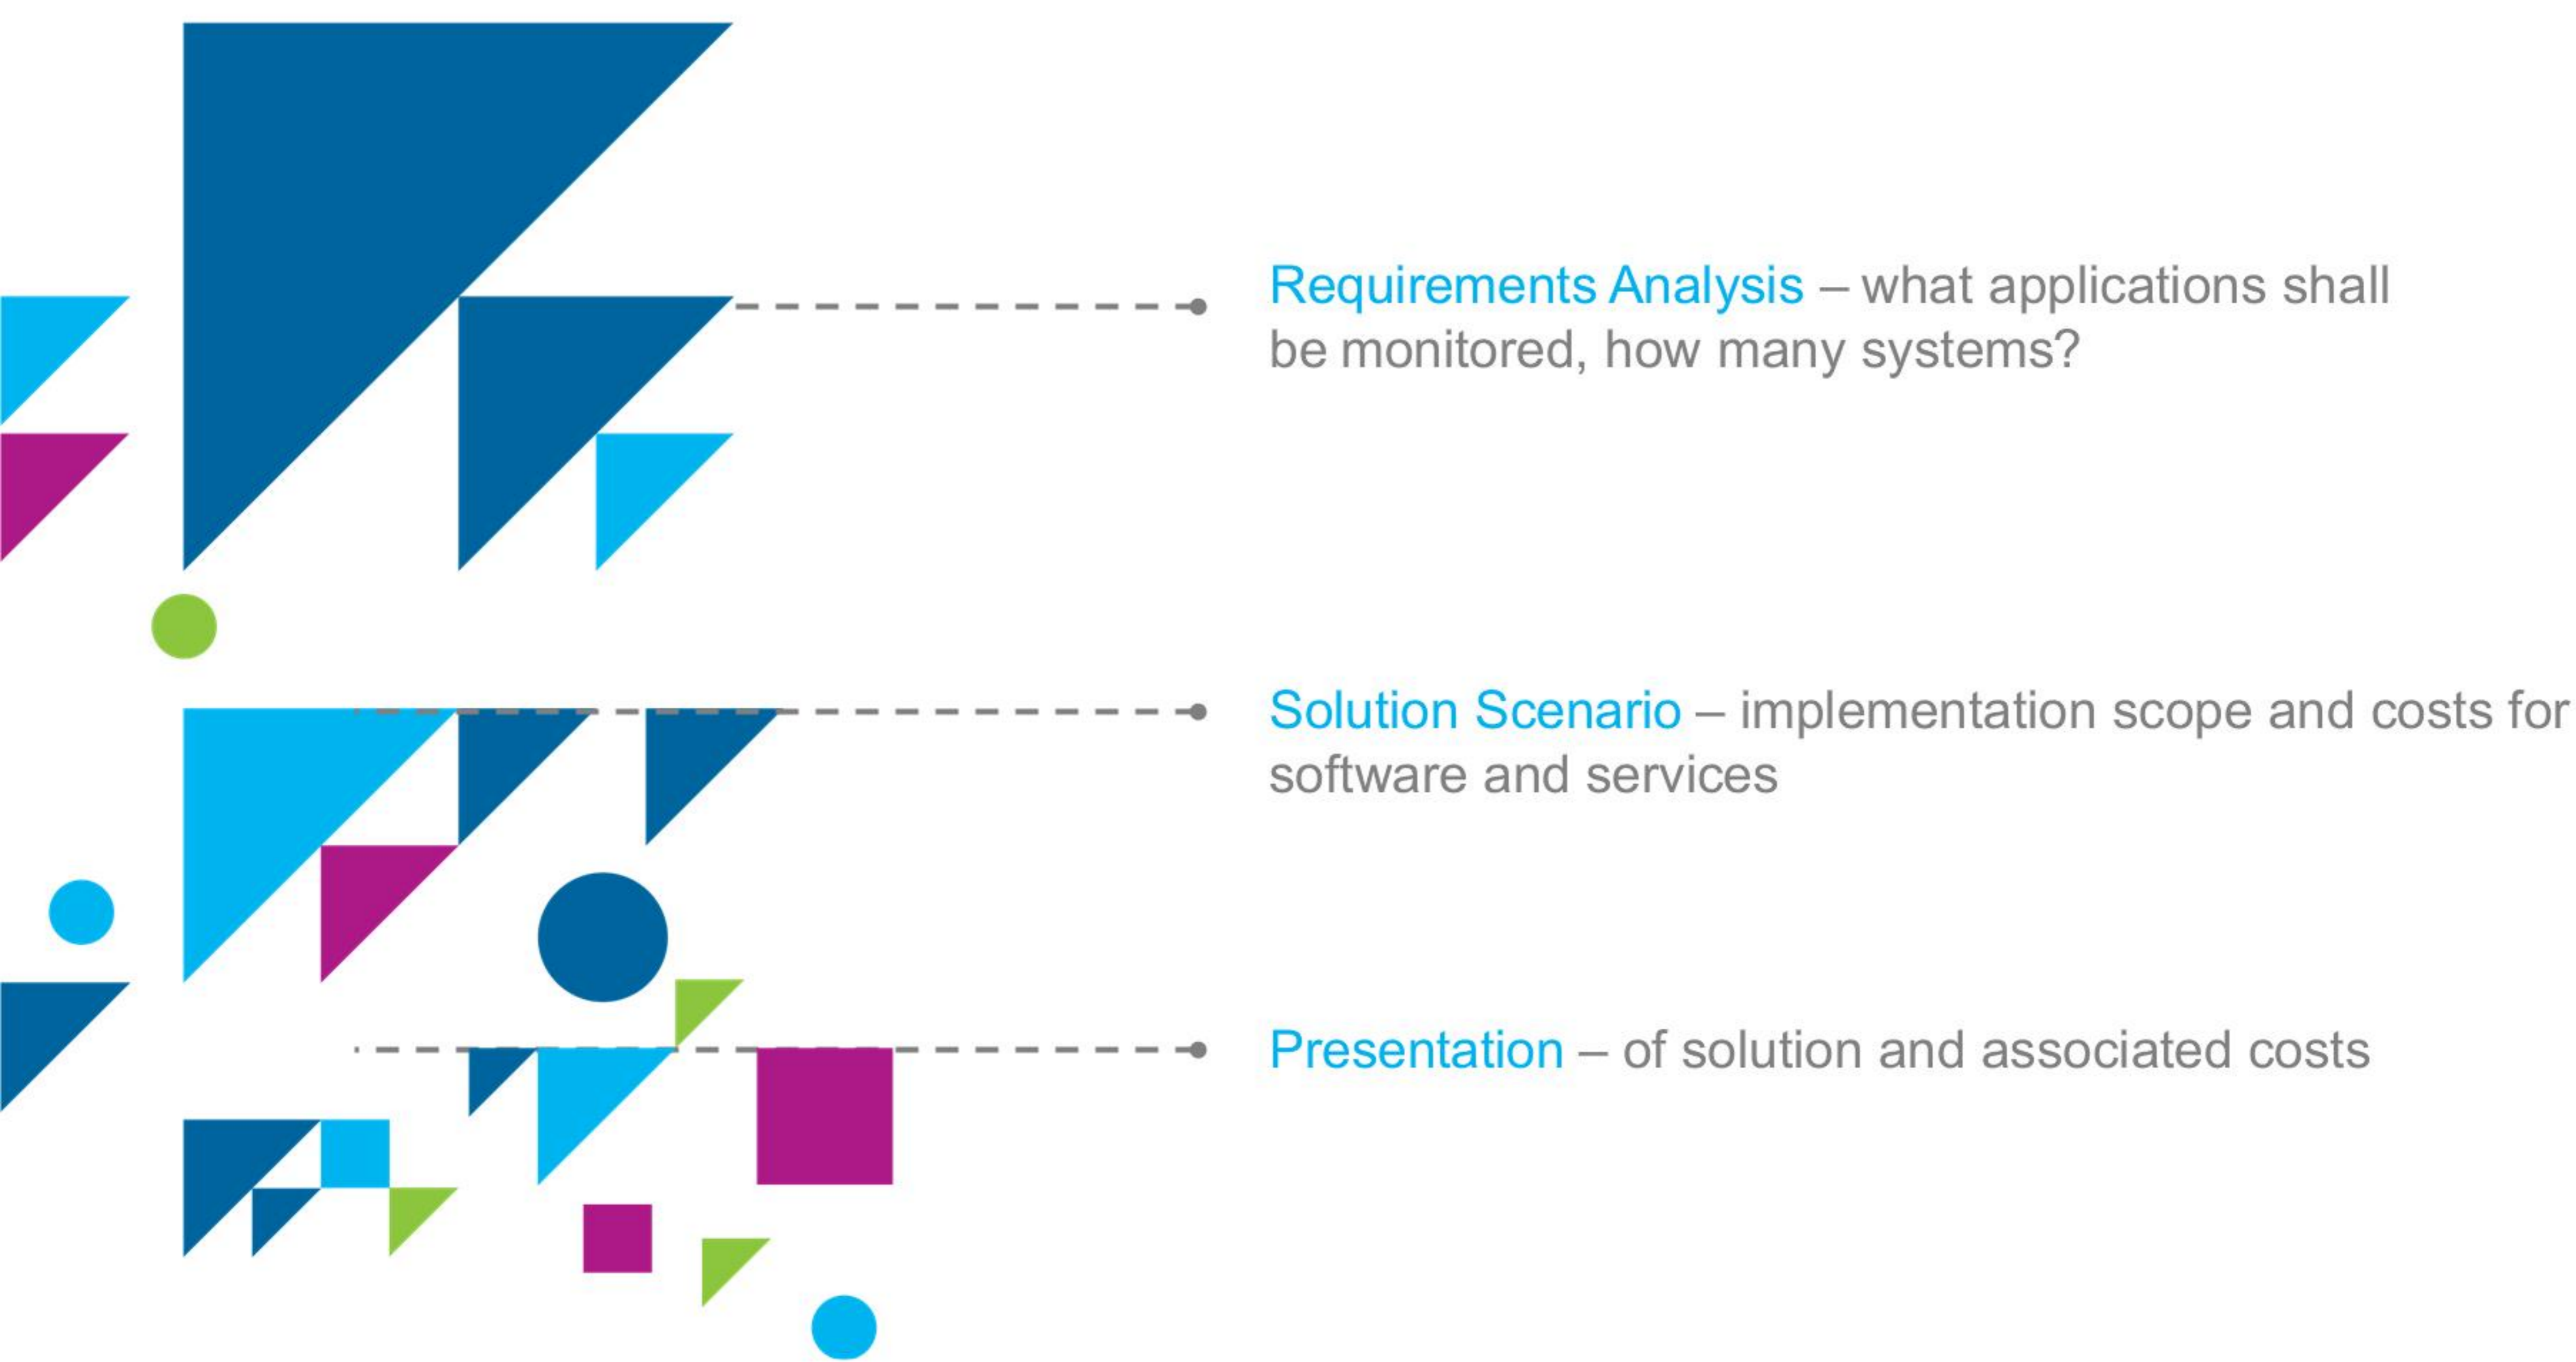 Requirements Analysis – what applications shall
be monitored, how many systems?
Solution Scenario – implementation scope and costs for
software and services
Presentation – of solution and associated costs